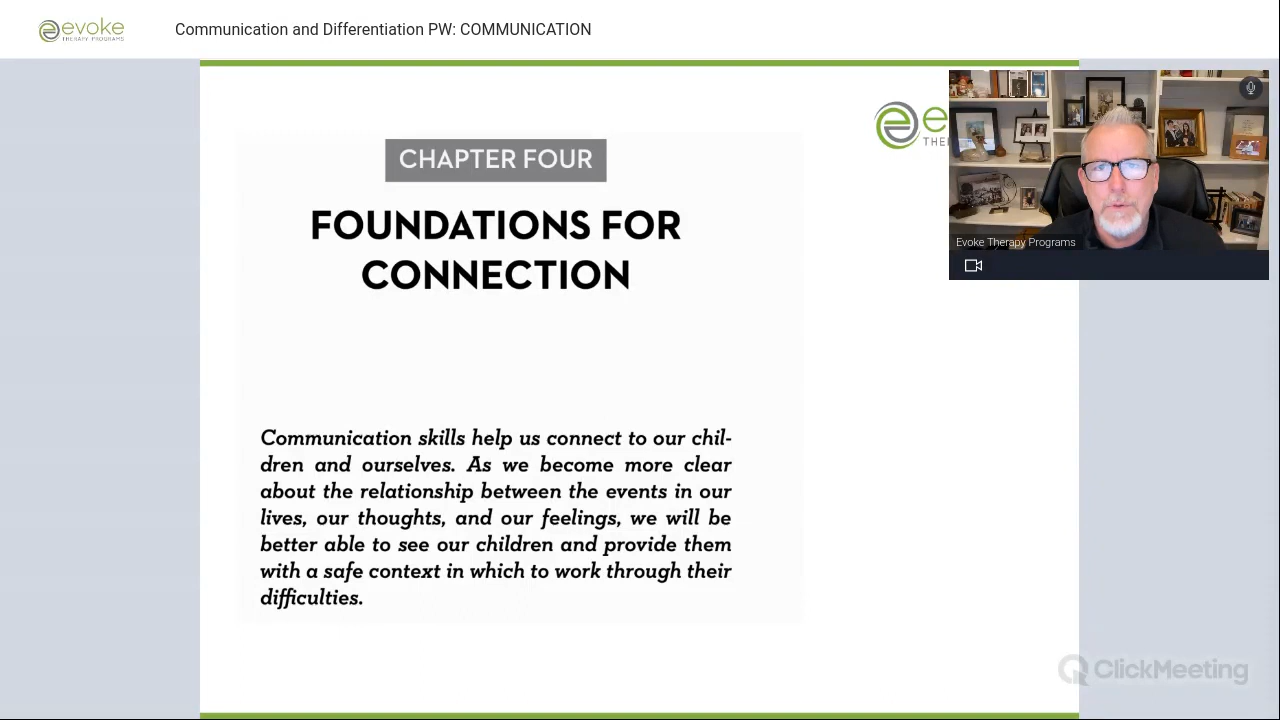 evoke
THERAPY PROGRAMS
Communication and Differentiation PW: COMMUNICATION
e
THER
CHAPTER FOUR
FOUNDATIONS FOR
CONNECTION
Evoke Therapy Programs
Communication skills help us connect to our chil-
dren and ourselves. As we become more clear
about the relationship between the events in our
lives, our thoughts, and our feelings, we will be
better able to see our children and provide them
with a safe context in which to work through their
difficulties.
ClickMeeting